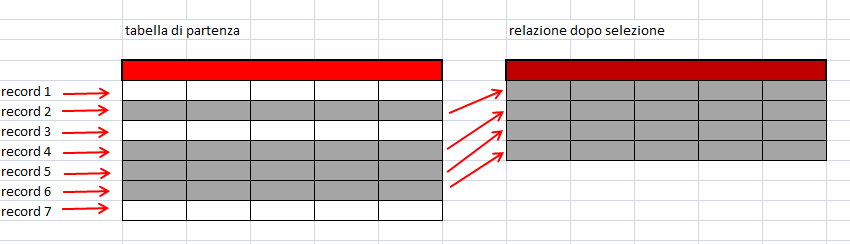 tabella di partenza
relazione dopo selezione
record 1
record 2
record 3
record 4
record 5
record 6
record 7